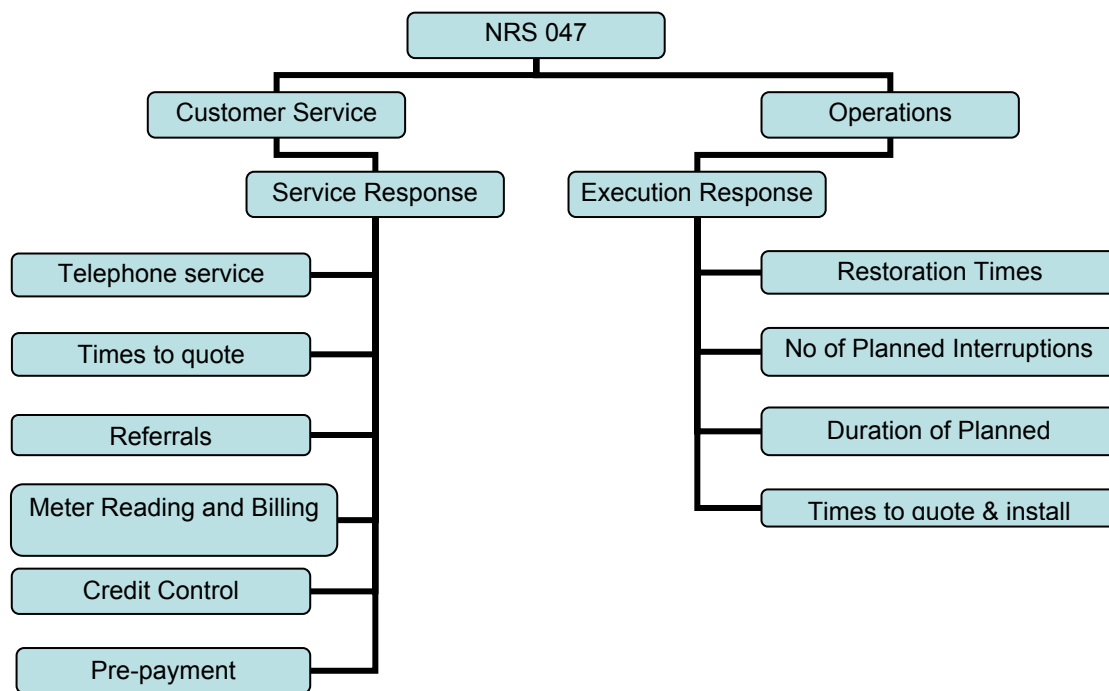 NRS 047
Customer Service
Operations
Service Response
Execution Response
Telephone service
Times to quote
Referrals
Meter Reading and Billing
Credit Control
Pre-payment
Restoration Times
No of Planned Interruptions
Duration of Planned
Times to quote & install